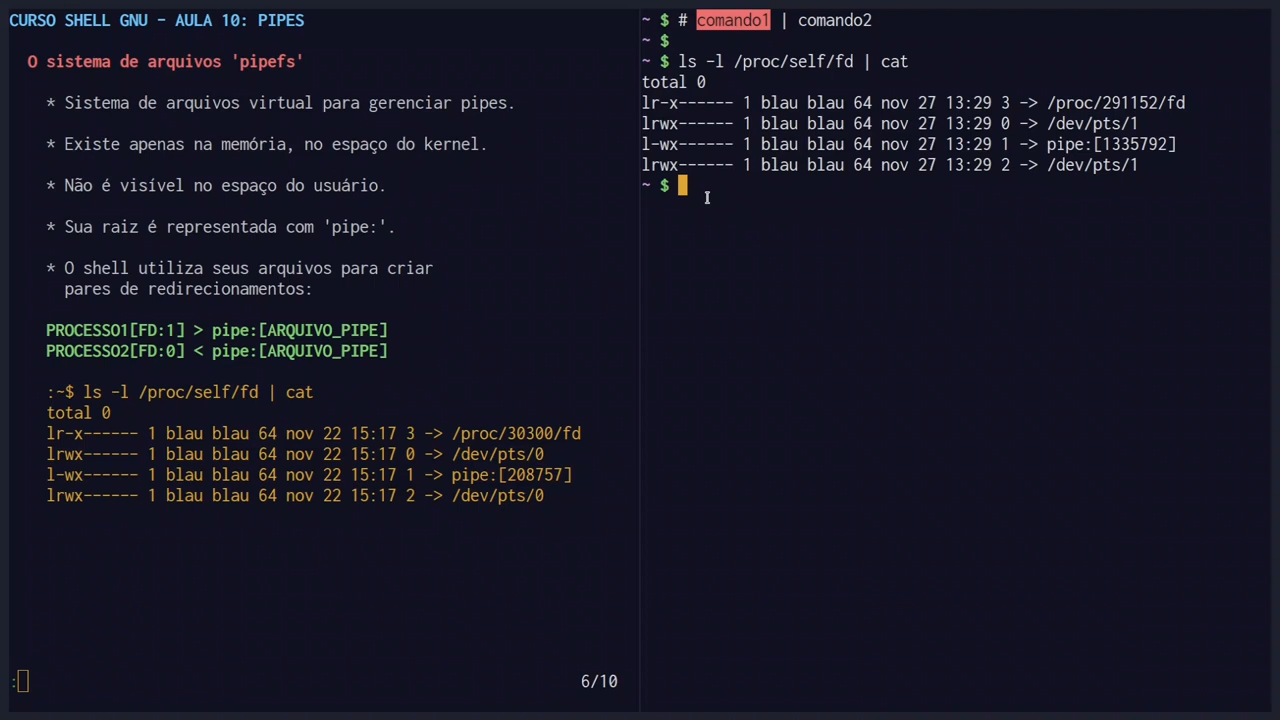 CURSO SHELL GNU - AULA 10: PIPES
O sistema de arquivos 'pipefs'
* Sistema de arquivos virtual para gerenciar pipes.
* Existe apenas na memória, no espaço do kernel.
* Não é visível no espaço do usuário.
* Sua raiz é representada com 'pipe:'.
* O shell utiliza seus arquivos para criar
pares de redirecionamentos:
PROCESSO1[FD:1] > pipe:[ARQUIVO_PIPE]
PROCESSO2[FD:0] < pipe:[ARQUIVO_PIPE]
:~$ ls -l /proc/self/fd | cat
total 0
lr-x------ 1 blau blau 64 nov 22 15:17 3 -> /proc/30300/fd
lrwx------ 1 blau blau 64 nov 22 15:17 0 -> /dev/pts/0
l-wx------ 1 blau blau 64 nov 22 15:17 1 -> pipe:[208757]
lrwx------ 1 blau blau 64 nov 22 15:17 2 -> /dev/pts/0
:
6/10
~ $ # comando1 | comando2
~ $
~ $ ls -l /proc/self/fd | cat
total 0
lr-x------ 1 blau blau 64 nov 27 13:29 3 -> /proc/291152/fd
lrwx------ 1 blau blau 64 nov 27 13:29 0 -> /dev/pts/1
l-wx------ 1 blau blau 64 nov 27 13:29 1 -> pipe:[1335792]
lrwx------ 1 blau blau 64 nov 27 13:29 2 -> /dev/pts/1
~ $